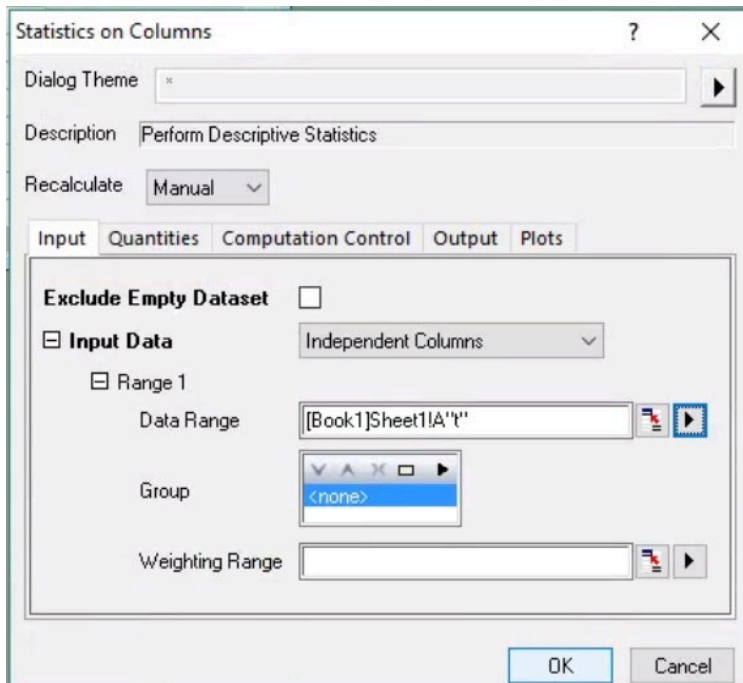 Statistics on Columns ? X
Dialog Theme *
Description Perform Descriptive Statistics
Recalculate Manual
Input Quantities Computation Control Output Plots
Exclude Empty Dataset
Input Data Independent Columns
Range 1
Data Range [Book1]Sheet1!A"t"
Group
<none>
Weighting Range
OK Cancel